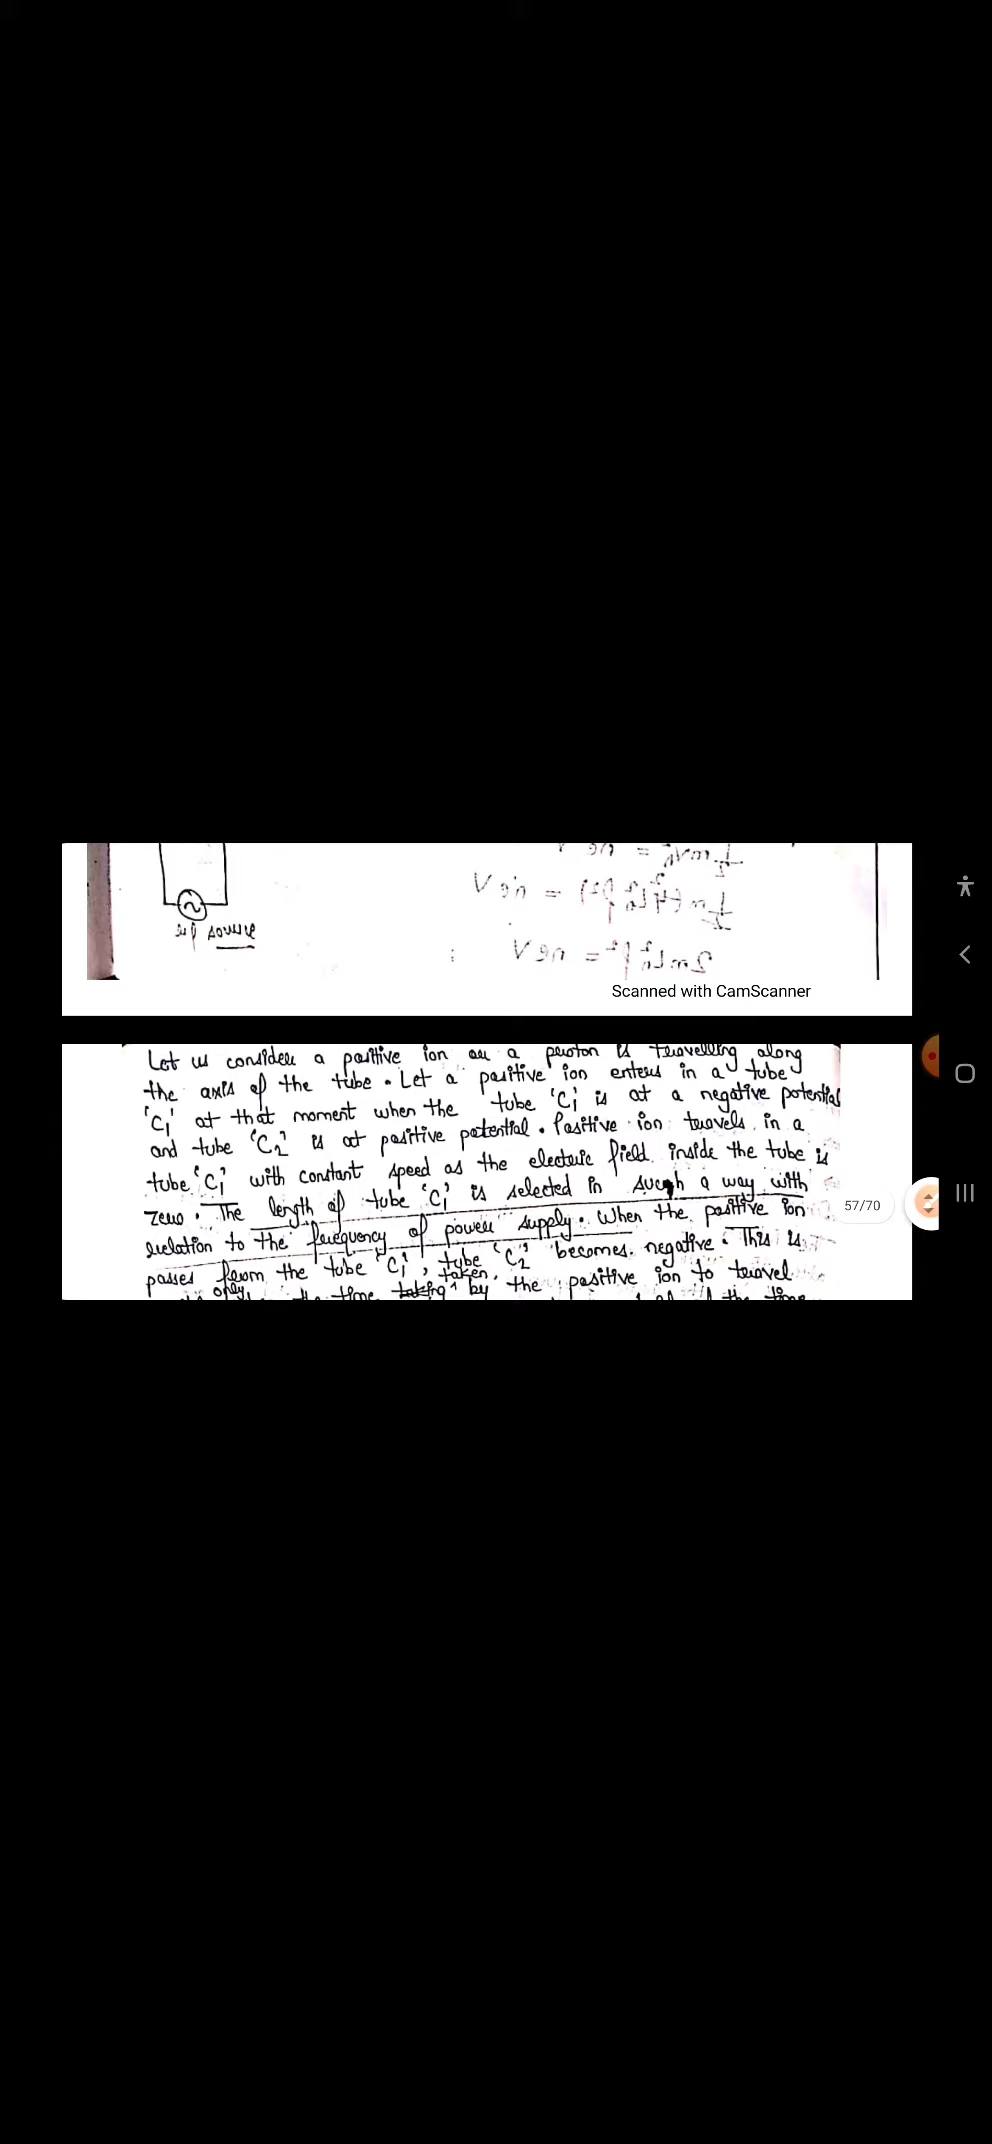 r.f source
Scanned with CamScanner
Let us consider a positive ion or a proton is travelling along
the axis of the tube. Let a positive ion enters in a tube
'C1' at that moment when the tube 'C1' is at a negative potential
and tube 'C2' is at positive potential. Positive ion travels in a
tube 'C1' with constant speed as the electric field inside the tube is
zero. The length of tube 'C1' is selected in such a way with
relation to the frequency of power supply. When the positive ion
passes from the tube 'C1', tube 'C2' becomes negative. This is
only time taken by the positive ion to travel
the time
57/70